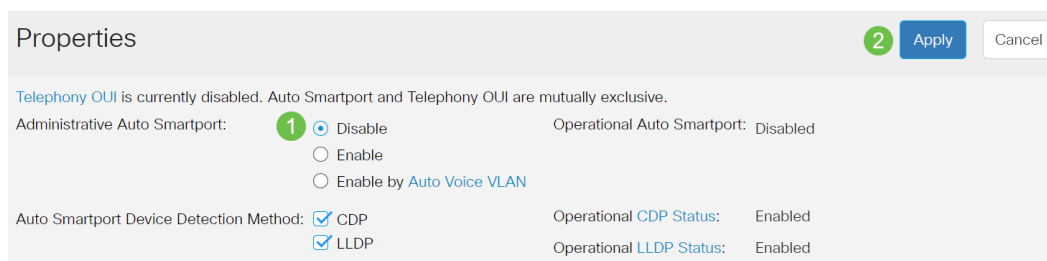 Properties
2 Apply Cancel
Telephony OUI is currently disabled. Auto Smartport and Telephony OUI are mutually exclusive.
Administrative Auto Smartport: 1 Disable Operational Auto Smartport: Disabled
Enable
Enable by Auto Voice VLAN
Auto Smartport Device Detection Method: CDP Operational CDP Status: Enabled
LLDP Operational LLDP Status: Enabled